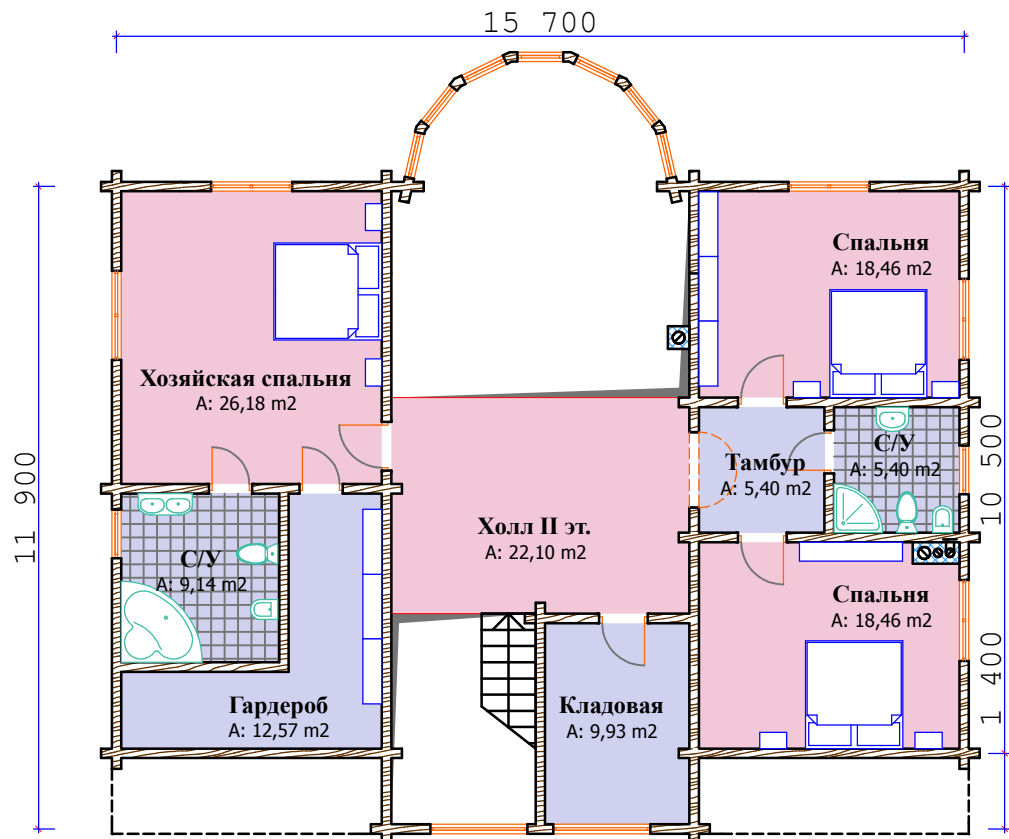 15 700
Спальня
A: 18,46 m2
Хозяйская спальня
A: 26,18 m2
11 900
10 500
Тамбур
A: 5,40 m2
С/У
A: 5,40 m2
Холл II эт.
A: 22,10 m2
С/У
A: 9,14 m2
Спальня
A: 18,46 m2
Гардероб
A: 12,57 m2
Кладовая
A: 9,93 m2
1 400